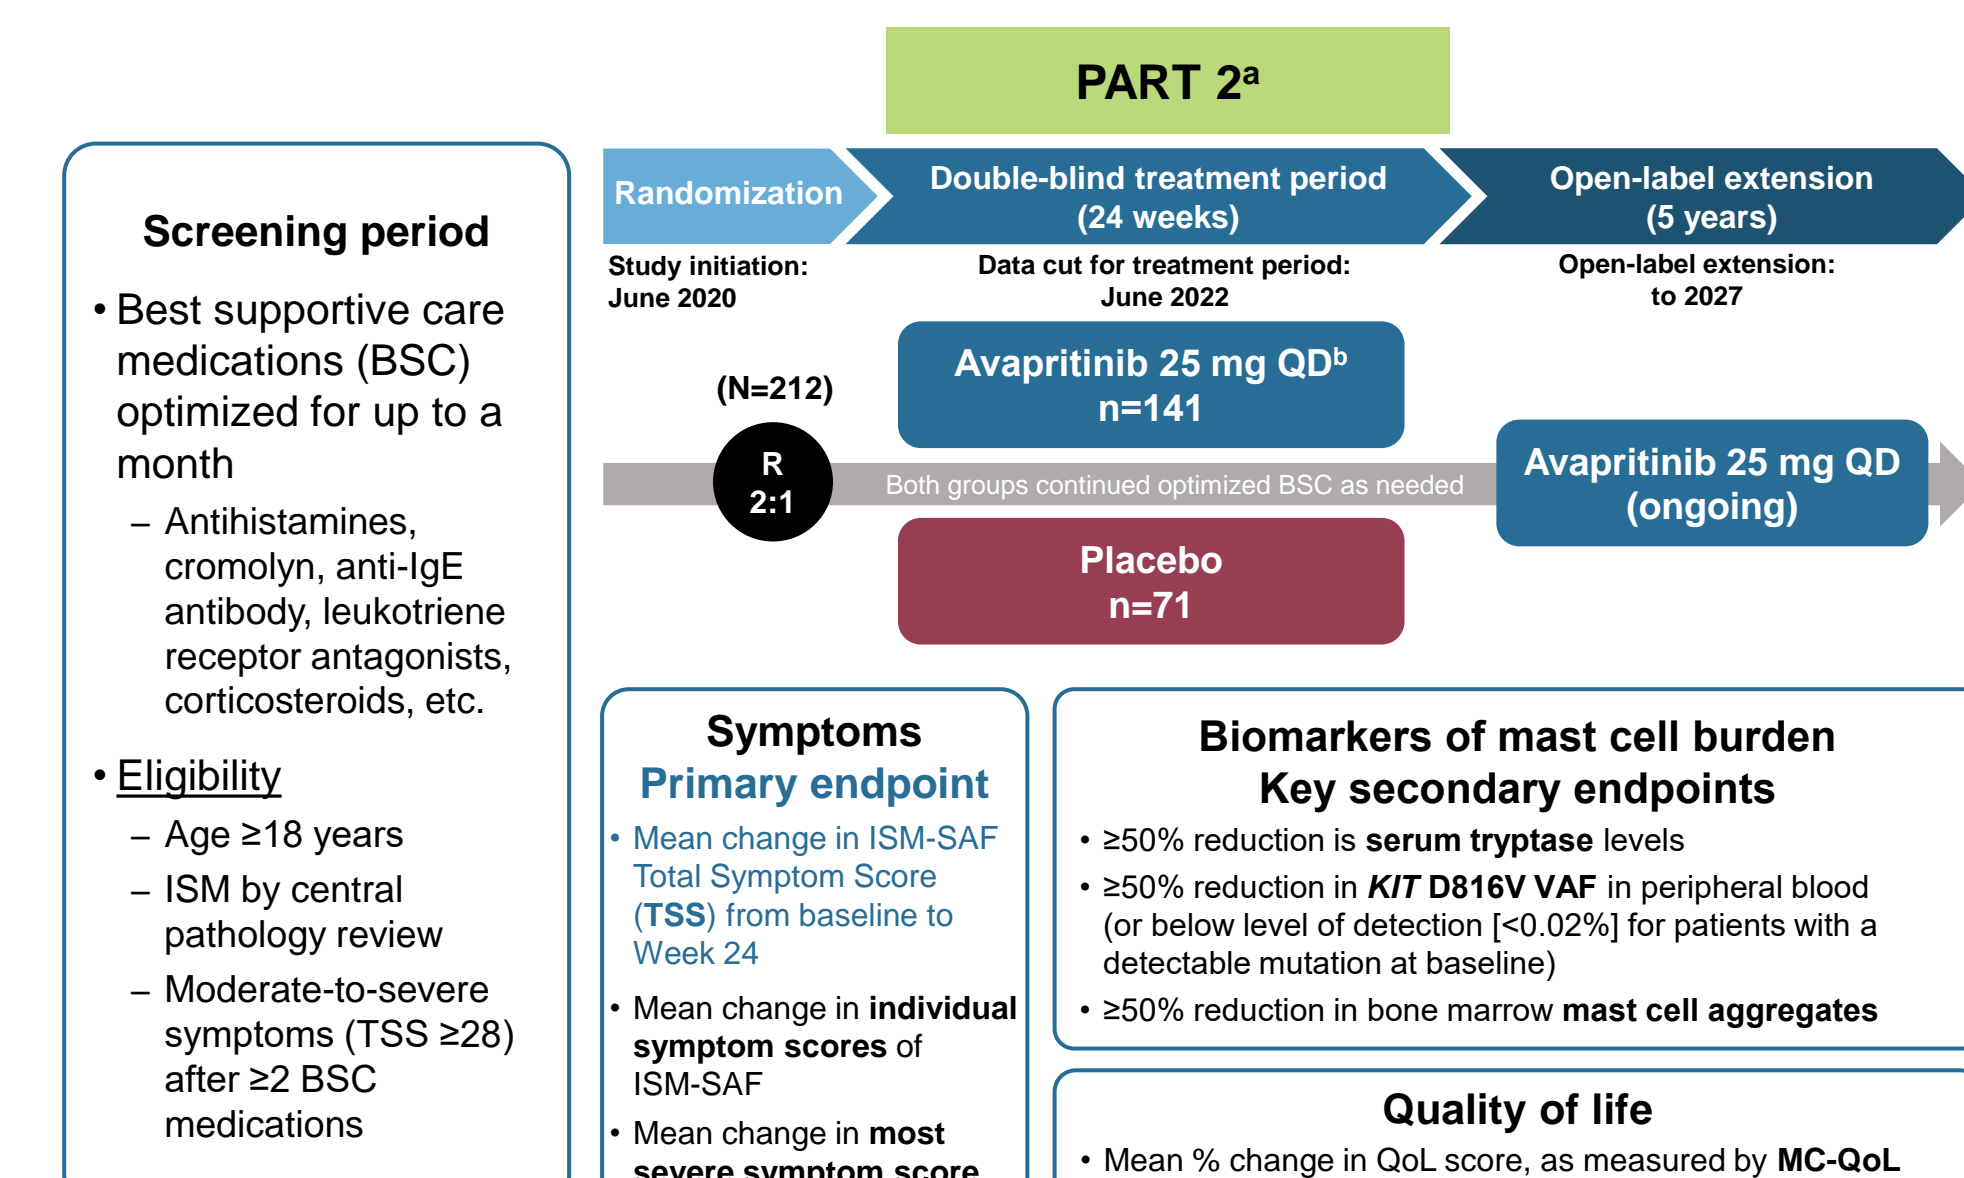 PART 2ᵃ
Screening period
• Best supportive care
medications (BSC)
optimized for up to a
month
– Antihistamines,
cromolyn, anti-IgE
antibody, leukotriene
receptor antagonists,
corticosteroids, etc.
• Eligibility
– Age ≥18 years
– ISM by central
pathology review
– Moderate-to-severe
symptoms (TSS ≥28)
after ≥2 BSC
medications
Randomization
Double-blind treatment period
(24 weeks)
Open-label extension
(5 years)
Study initiation:
June 2020
Data cut for treatment period:
June 2022
Open-label extension:
to 2027
(N=212)
R
2:1
Avapritinib 25 mg QDᵇ
n=141
Both groups continued optimized BSC as needed
Placebo
n=71
Avapritinib 25 mg QD
(ongoing)
Symptoms
Primary endpoint
• Mean change in ISM-SAF
Total Symptom Score
(TSS) from baseline to
Week 24
• Mean change in individual
symptom scores of
ISM-SAF
• Mean change in most
severe symptom score
Biomarkers of mast cell burden
Key secondary endpoints
• ≥50% reduction is serum tryptase levels
• ≥50% reduction in KIT D816V VAF in peripheral blood
(or below level of detection [<0.02%] for patients with a
detectable mutation at baseline)
• ≥50% reduction in bone marrow mast cell aggregates
Quality of life
• Mean % change in QoL score, as measured by MC-QoL